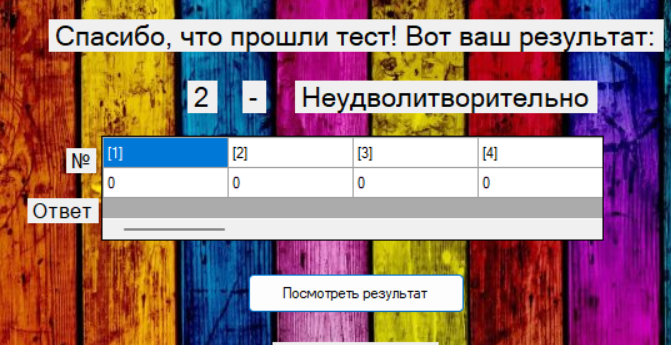 Спасибо, что прошли тест! Вот ваш результат:
2 - Неудволитворительно
№ [1] [2] [3] [4]
0 0 0 0
Ответ
Посмотреть результат